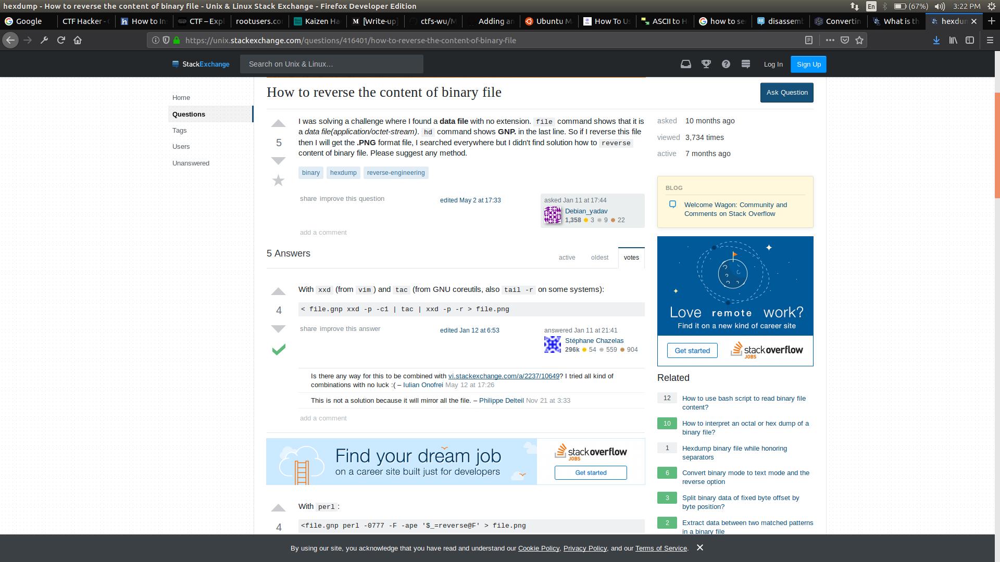 hexdump - How to reverse the content of binary file - Unix & Linux Stack Exchange - Firefox Developer Edition
En (67%) 3:22 PM
Google
CTF Hacker -
How to In
CTF – Expl
rootusers.co
Kaizen Ha
[Write-up]
ctfs-wu/M
Adding an
Ubuntu M
How To Us
ASCII to H
how to se
disassemb
Convertin
What is th
hexdum
https://unix.stackexchange.com/questions/416401/how-to-reverse-the-content-of-binary-file
StackExchange
Search on Unix & Linux…
Log In
Sign Up
Home
Questions
Tags
Users
Unanswered
How to reverse the content of binary file
Ask Question
5
I was solving a challenge where I found a data file with no extension. file command shows that it is
a data file(application/octet-stream). hd command shows GNP. in the last line. So if I reverse this file
then I will get the .PNG format file, I searched everywhere but I didn't find solution how to reverse
content of binary file. Please suggest any method.
binary hexdump reverse-engineering
share improve this question
edited May 2 at 17:33
asked Jan 11 at 17:44
Debian_yadav
1,358 3 9 22
add a comment
5 Answers
active oldest votes
4
With xxd (from vim ) and tac (from GNU coreutils, also tail -r on some systems):
< file.gnp xxd -p -c1 | tac | xxd -p -r > file.png
share improve this answer
edited Jan 12 at 6:53
answered Jan 11 at 21:41
Stéphane Chazelas
296k 54 559 904
Is there any way for this to be combined with vi.stackexchange.com/a/2237/10649? I tried all kind of
combinations with no luck :( – Iulian Onofrei May 12 at 17:26
This is not a solution because it will mirror all the file. – Philippe Delteil Nov 21 at 3:33
add a comment
Find your dream job
on a career site built just for developers
stackoverflow
JOBS
Get started
4
With perl :
<file.gnp perl -0777 -F -ape '$_=reverse@F' > file.png
asked 10 months ago
viewed 3,734 times
active 7 months ago
BLOG
Welcome Wagon: Community and
Comments on Stack Overflow
Love remote work?
Find it on a new kind of career site
Get started
stackoverflow
JOBS
Related
12 How to use bash script to read binary file
content?
10 How to interpret an octal or hex dump of a
binary file?
1 Hexdump binary file while honoring
separators
6 Convert binary mode to text mode and the
reverse option
3 Split binary data of fixed byte offset by
byte position?
2 Extract data between two matched patterns
in a binary file
By using our site, you acknowledge that you have read and understand our Cookie Policy, Privacy Policy, and our Terms of Service.